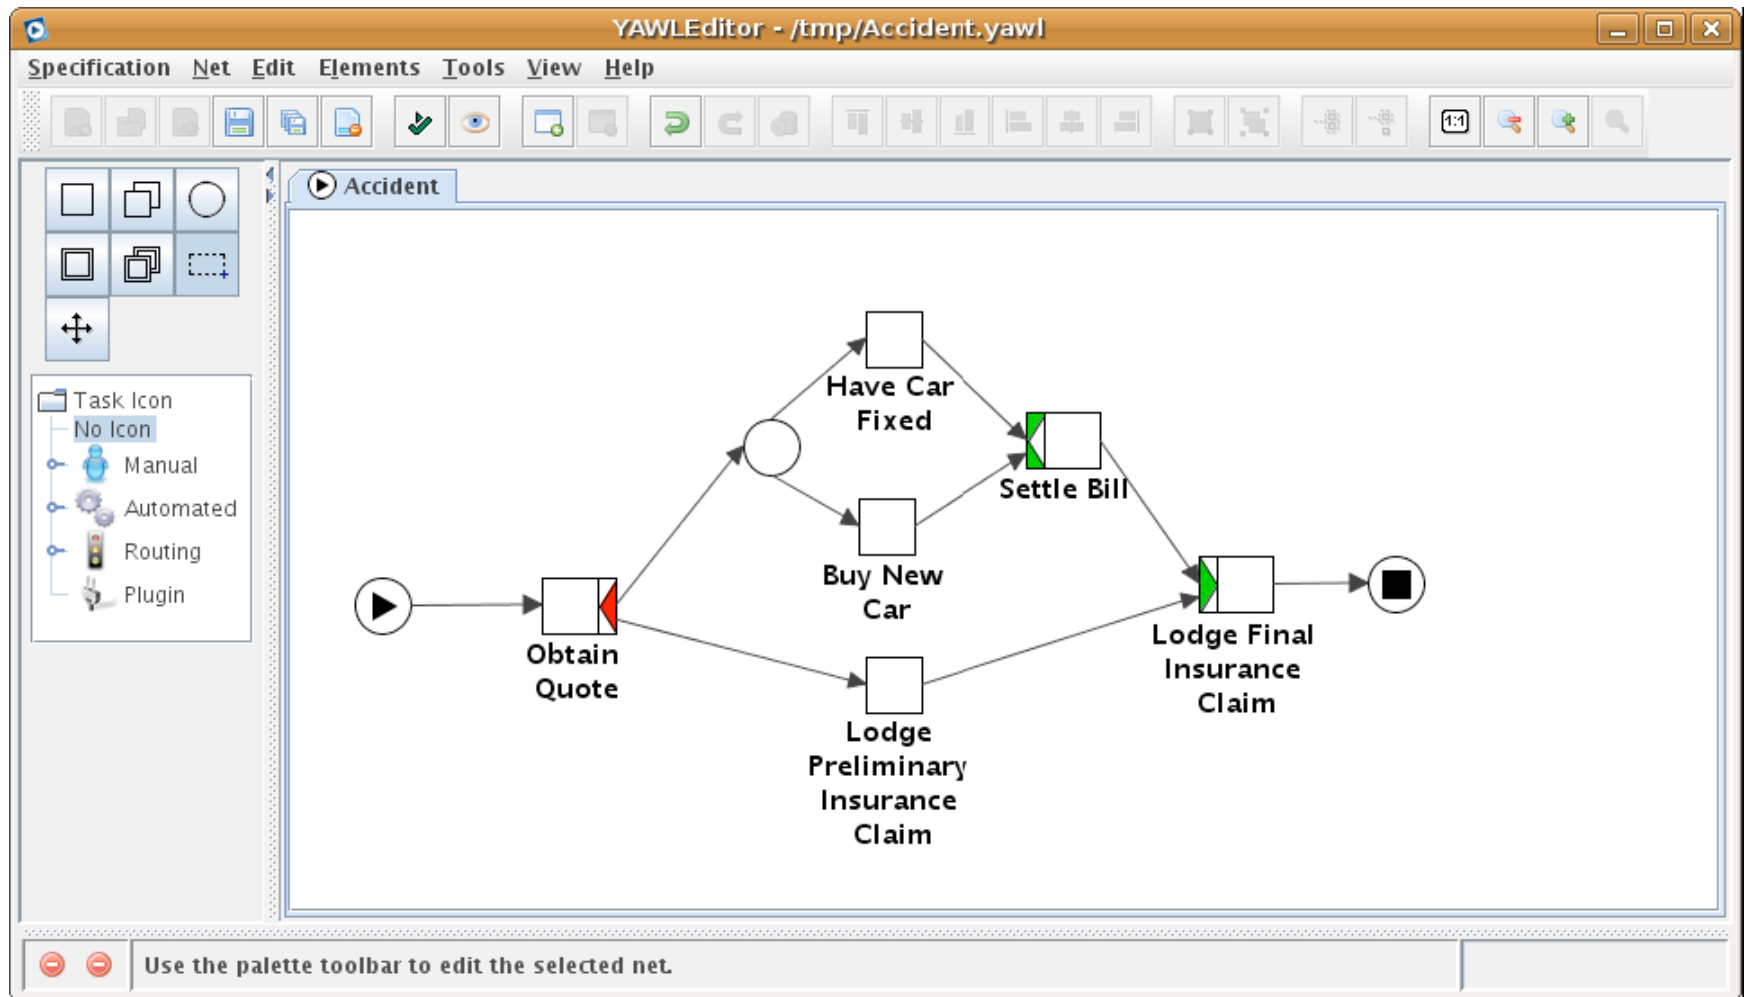 YAWLEditor - /tmp/Accident.yawl
Specification Net Edit Elements Tools View Help
1:1
Accident
Task Icon
No Icon
Manual
Automated
Routing
Plugin
Have Car
Fixed
Settle Bill
Buy New
Car
Obtain
Quote
Lodge Final
Insurance
Claim
Lodge
Preliminary
Insurance
Claim
Use the palette toolbar to edit the selected net.